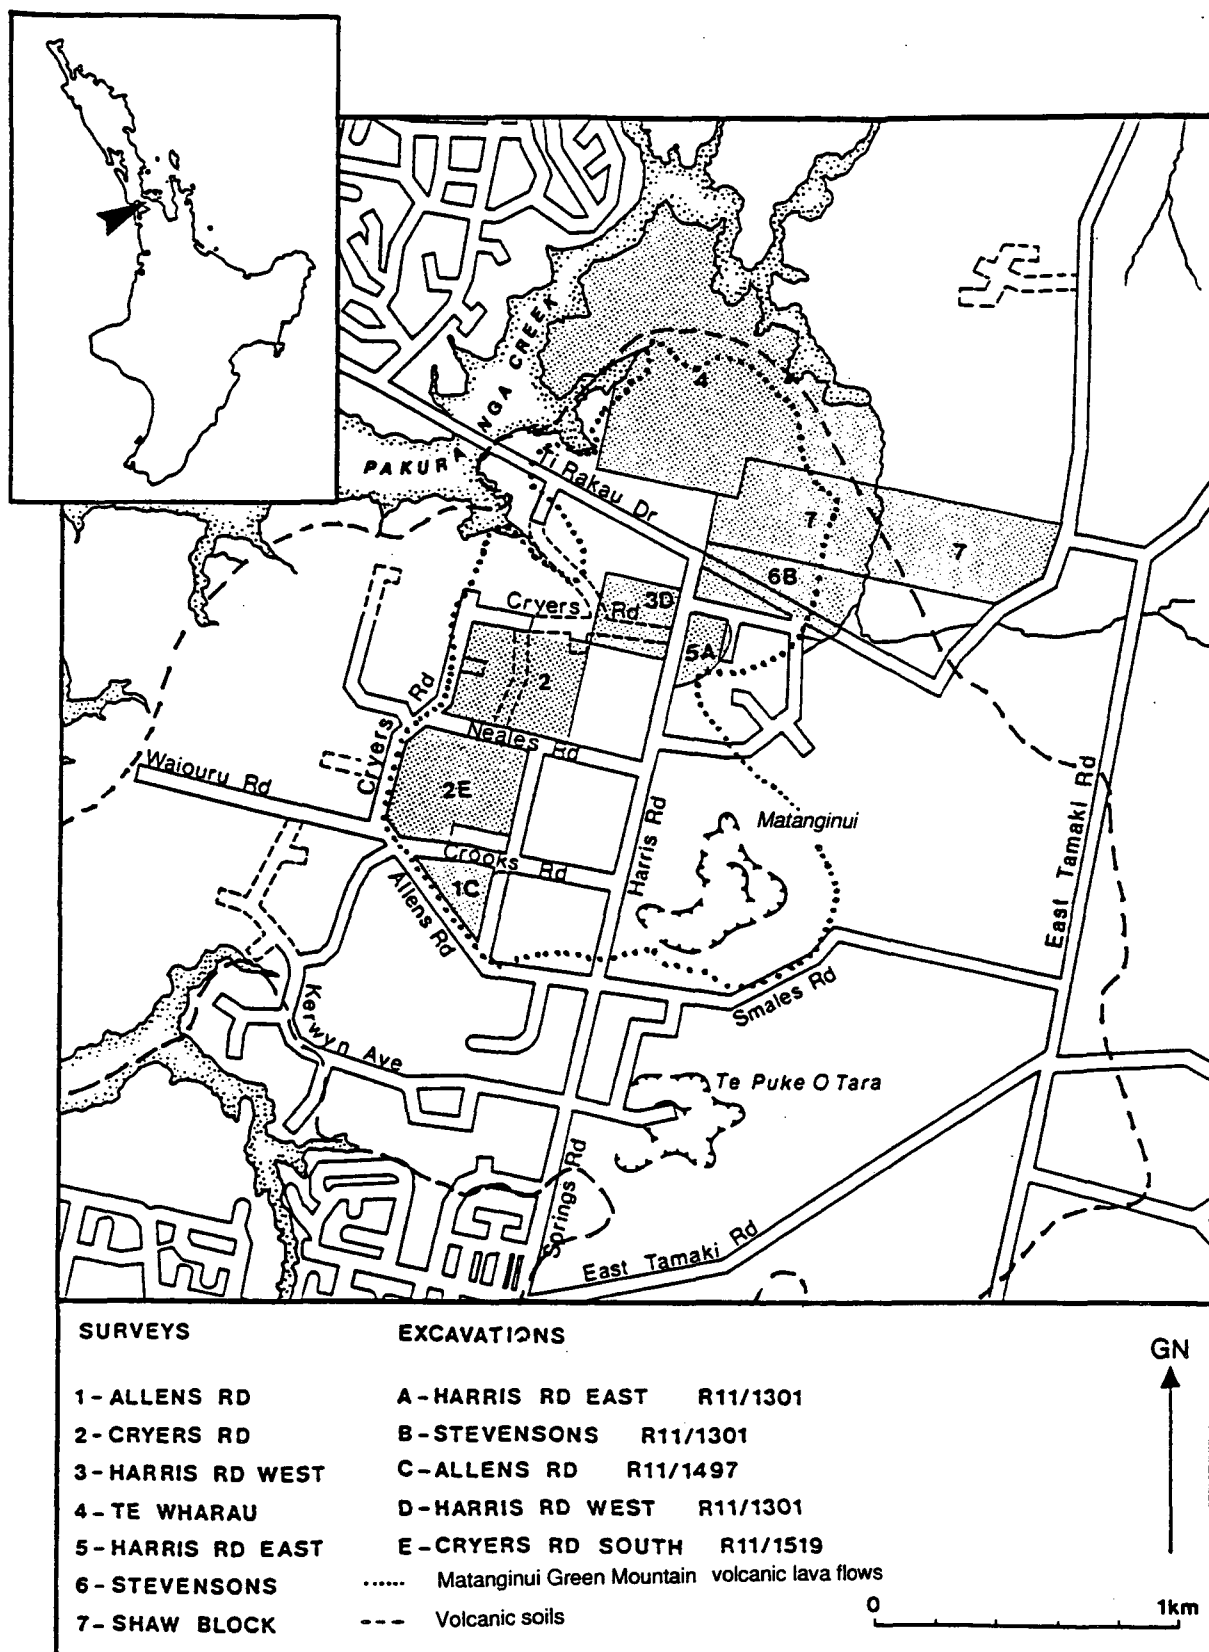 PAKURANGA CREEK
4
Ti Rakau Dr
7
7
6B
3D
Cryers Rd
5A
2
Cryers Rd
Neales Rd
Waiouru Rd
2E
Harris Rd
Matanginui
East Tamaki Rd
Crooks Rd
1C
Allens Rd
Smales Rd
Kerwyn Ave
Te Puke O Tara
Springs Rd
East Tamaki Rd
SURVEYS
1-ALLENS RD
2-CRYERS RD
3-HARRIS RD WEST
4-TE WHARAU
5-HARRIS RD EAST
6-STEVENSONS
7-SHAW BLOCK
EXCAVATIONS
A-HARRIS RD EAST R11/1301
B-STEVENSONS R11/1301
C-ALLENS RD R11/1497
D-HARRIS RD WEST R11/1301
E-CRYERS RD SOUTH R11/1519
Matanginui Green Mountain volcanic lava flows
Volcanic soils
GN
0 1km